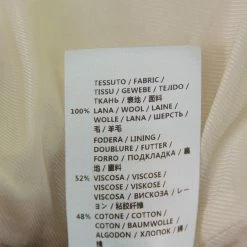 TESSUTO / FABRIC /
TISSU / GEWEBE / TEJIDO /
ТКАНЬ / 裏地 / 面料
100% LANA / WOOL / LAINE /
WOLLE / LANA / ШЕРСТЬ /
毛 / 羊毛
FODERA / LINING /
DOUBLURE / FUTTER /
FORRO / ПОДКЛАДКА / 裏
地 / 裏料
52% VISCOSA / VISCOSE /
VISKOSE / VISCOSE /
VISCOSA / ВИСКОЗА / レーヨ
ン / 粘胶纤维
48% COTONE / COTTON /
COTON / BAUMWOLLE /
ALGODON / ХЛОПОК / 綿
/ 棉